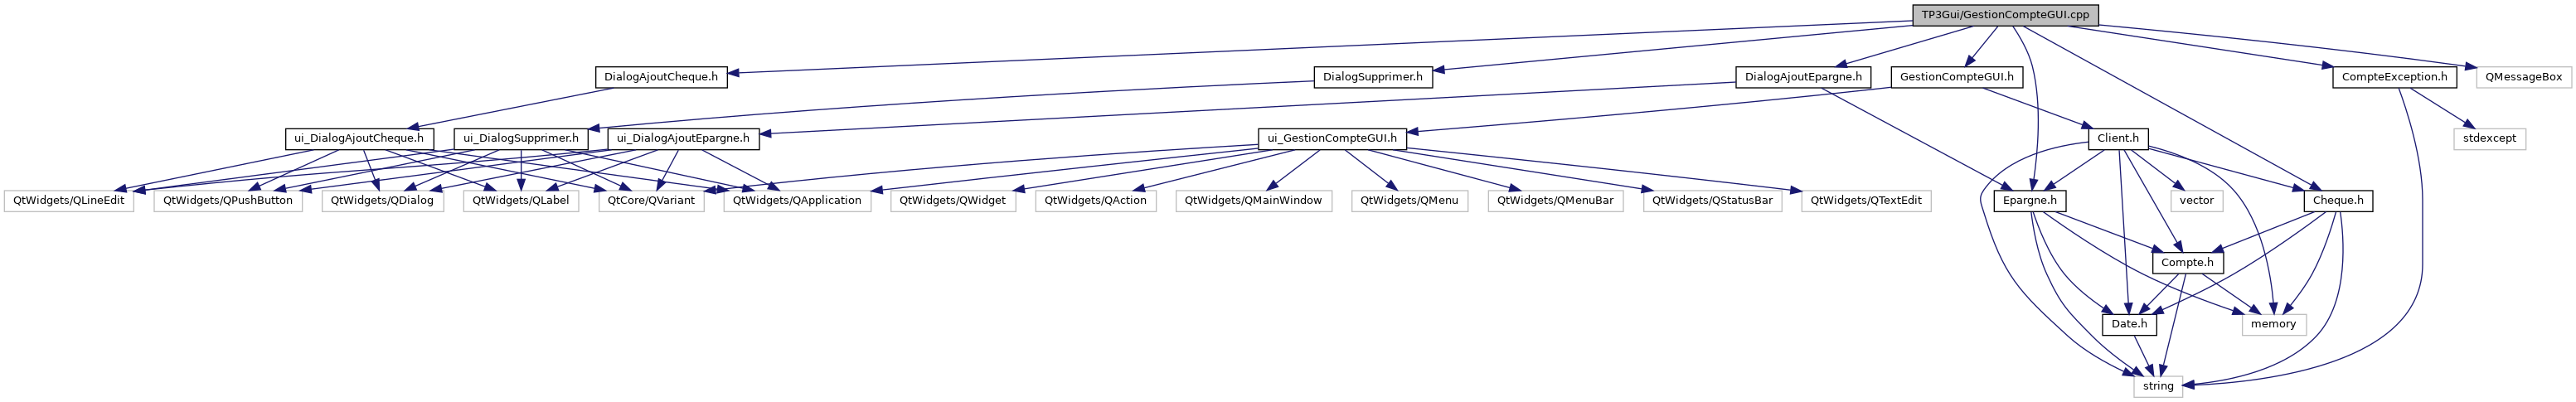 TP3Gui/GestionCompteGUI.cpp
DialogAjoutCheque.h
DialogSupprimer.h
DialogAjoutEpargne.h
GestionCompteGUI.h
CompteException.h
QMessageBox
ui_DialogAjoutCheque.h
ui_DialogSupprimer.h
ui_DialogAjoutEpargne.h
ui_GestionCompteGUI.h
Client.h
stdexcept
QtWidgets/QLineEdit
QtWidgets/QPushButton
QtWidgets/QDialog
QtWidgets/QLabel
QtCore/QVariant
QtWidgets/QApplication
QtWidgets/QWidget
QtWidgets/QAction
QtWidgets/QMainWindow
QtWidgets/QMenu
QtWidgets/QMenuBar
QtWidgets/QStatusBar
QtWidgets/QTextEdit
Epargne.h
vector
Cheque.h
Compte.h
Date.h
memory
string